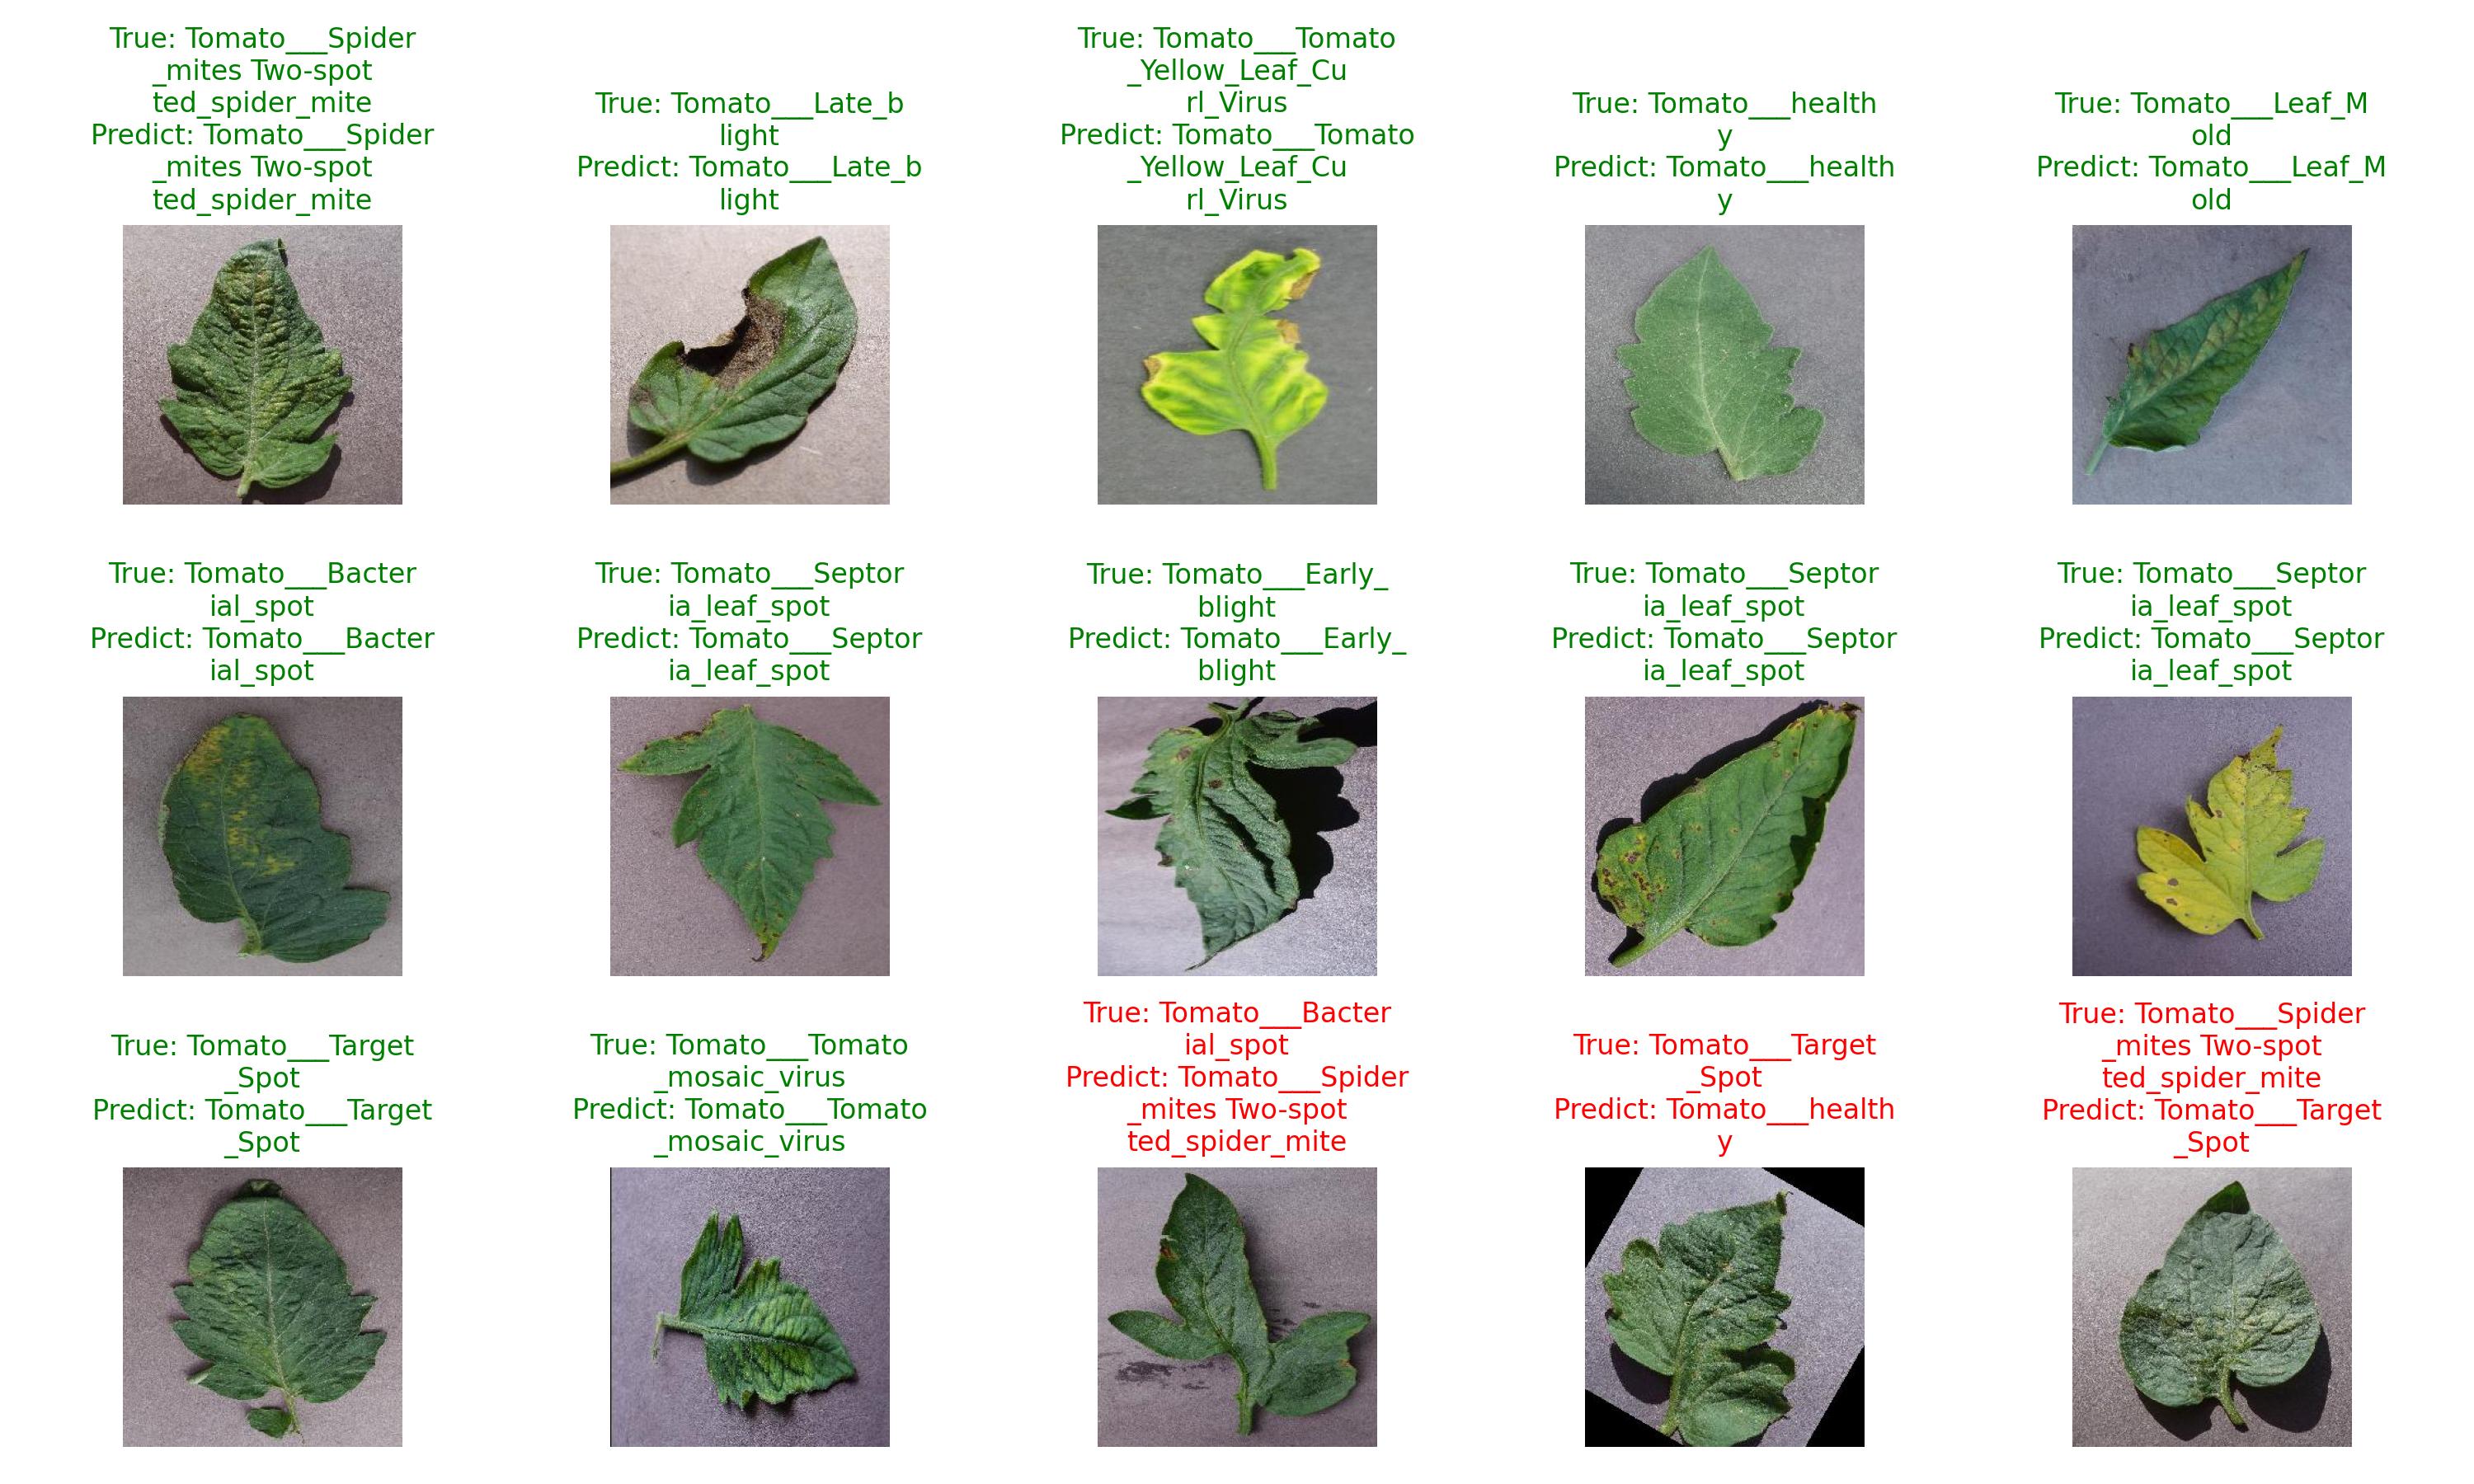 True: Tomato___Spider
_mites Two-spot
ted_spider_mite
Predict: Tomato___Spider
_mites Two-spot
ted_spider_mite
True: Tomato___Late_b
light
Predict: Tomato___Late_b
light
True: Tomato___Tomato
_Yellow_Leaf_Cu
rl_Virus
Predict: Tomato___Tomato
_Yellow_Leaf_Cu
rl_Virus
True: Tomato___health
y
Predict: Tomato___health
y
True: Tomato___Leaf_M
old
Predict: Tomato___Leaf_M
old
True: Tomato___Bacter
ial_spot
Predict: Tomato___Bacter
ial_spot
True: Tomato___Septor
ia_leaf_spot
Predict: Tomato___Septor
ia_leaf_spot
True: Tomato___Early_
blight
Predict: Tomato___Early_
blight
True: Tomato___Septor
ia_leaf_spot
Predict: Tomato___Septor
ia_leaf_spot
True: Tomato___Septor
ia_leaf_spot
Predict: Tomato___Septor
ia_leaf_spot
True: Tomato___Target
_Spot
Predict: Tomato___Target
_Spot
True: Tomato___Tomato
_mosaic_virus
Predict: Tomato___Tomato
_mosaic_virus
True: Tomato___Bacter
ial_spot
Predict: Tomato___Spider
_mites Two-spot
ted_spider_mite
True: Tomato___Target
_Spot
Predict: Tomato___health
y
True: Tomato___Spider
_mites Two-spot
ted_spider_mite
Predict: Tomato___Target
_Spot